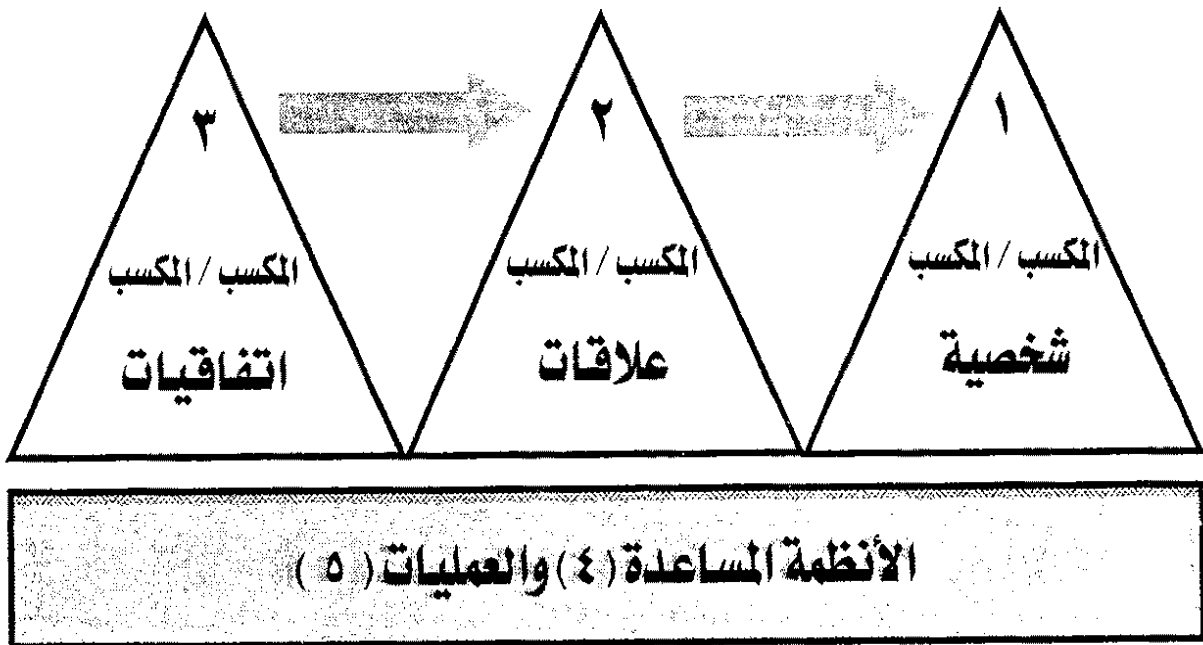 ١
المكسب / المكسب
شخصية
٢
المكسب / المكسب
علاقات
٣
المكسب / المكسب
اتفاقيات
الأنظمة المساعدة (٤) والعمليات (٥)